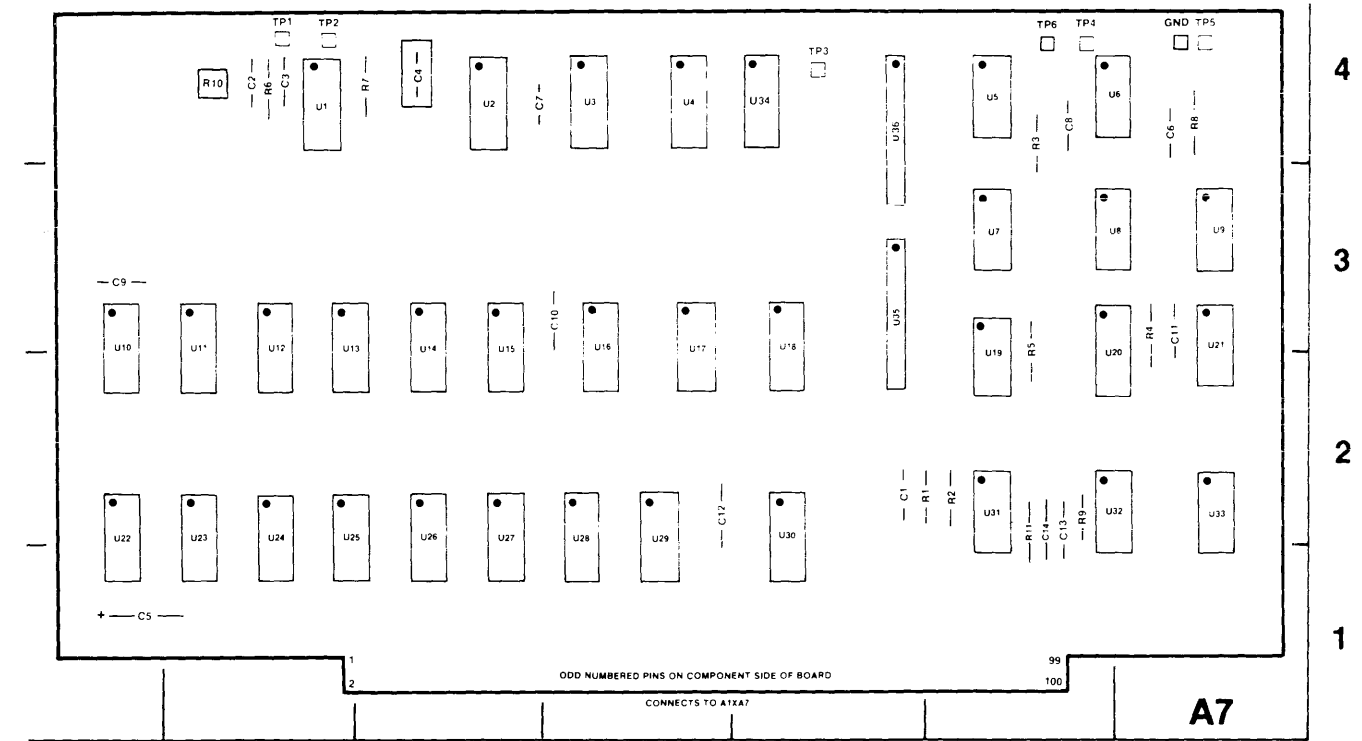 TP1 TP2 TP6 TP4 GND TP5
TP3
4
R10 C2 R6 C3 U1 R7 C4 U2 C7 U3 U4 U34 U36 U5 R3 C8 U6 C6 R8
U7 U8 U9
3
C9
U10 U11 U12 U13 U14 U15 C10 U16 U17 U18 U35 U19 R5 U20 R4 C11 U21
2
U22 U23 U24 U25 U26 U27 U28 U29 C12 U30 C1 R1 R2 U31 R11 C14 C13 R9 U32 U33
+ C5
1
1 99
2 100
ODD NUMBERED PINS ON COMPONENT SIDE OF BOARD
CONNECTS TO A1XA7
A7